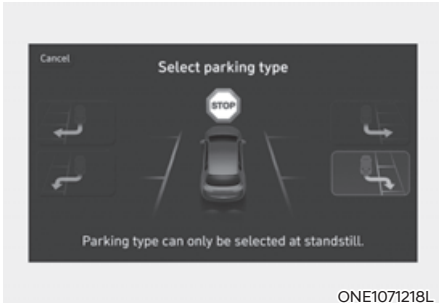 Cancel
Select parking type
STOP
Parking type can only be selected at standstill.
ONE1071218L